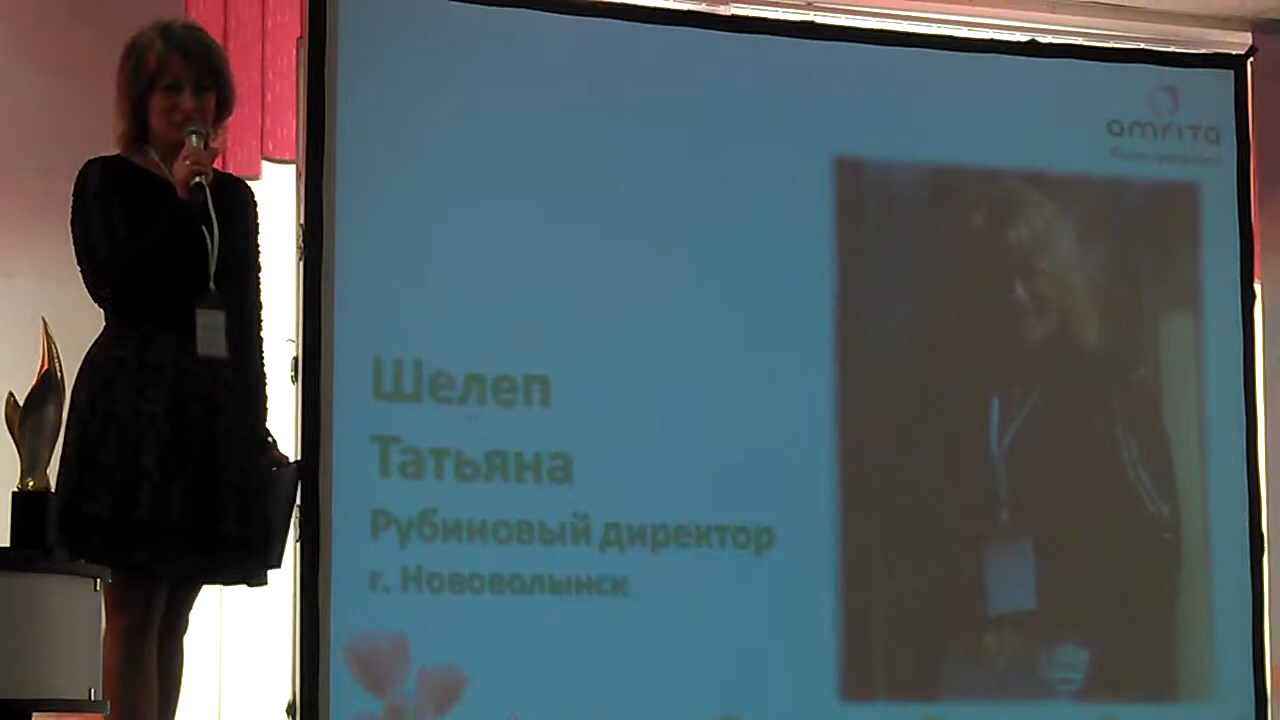 amrita
Шелеп
Татьяна
Рубиновый директор
г. Нововолынск